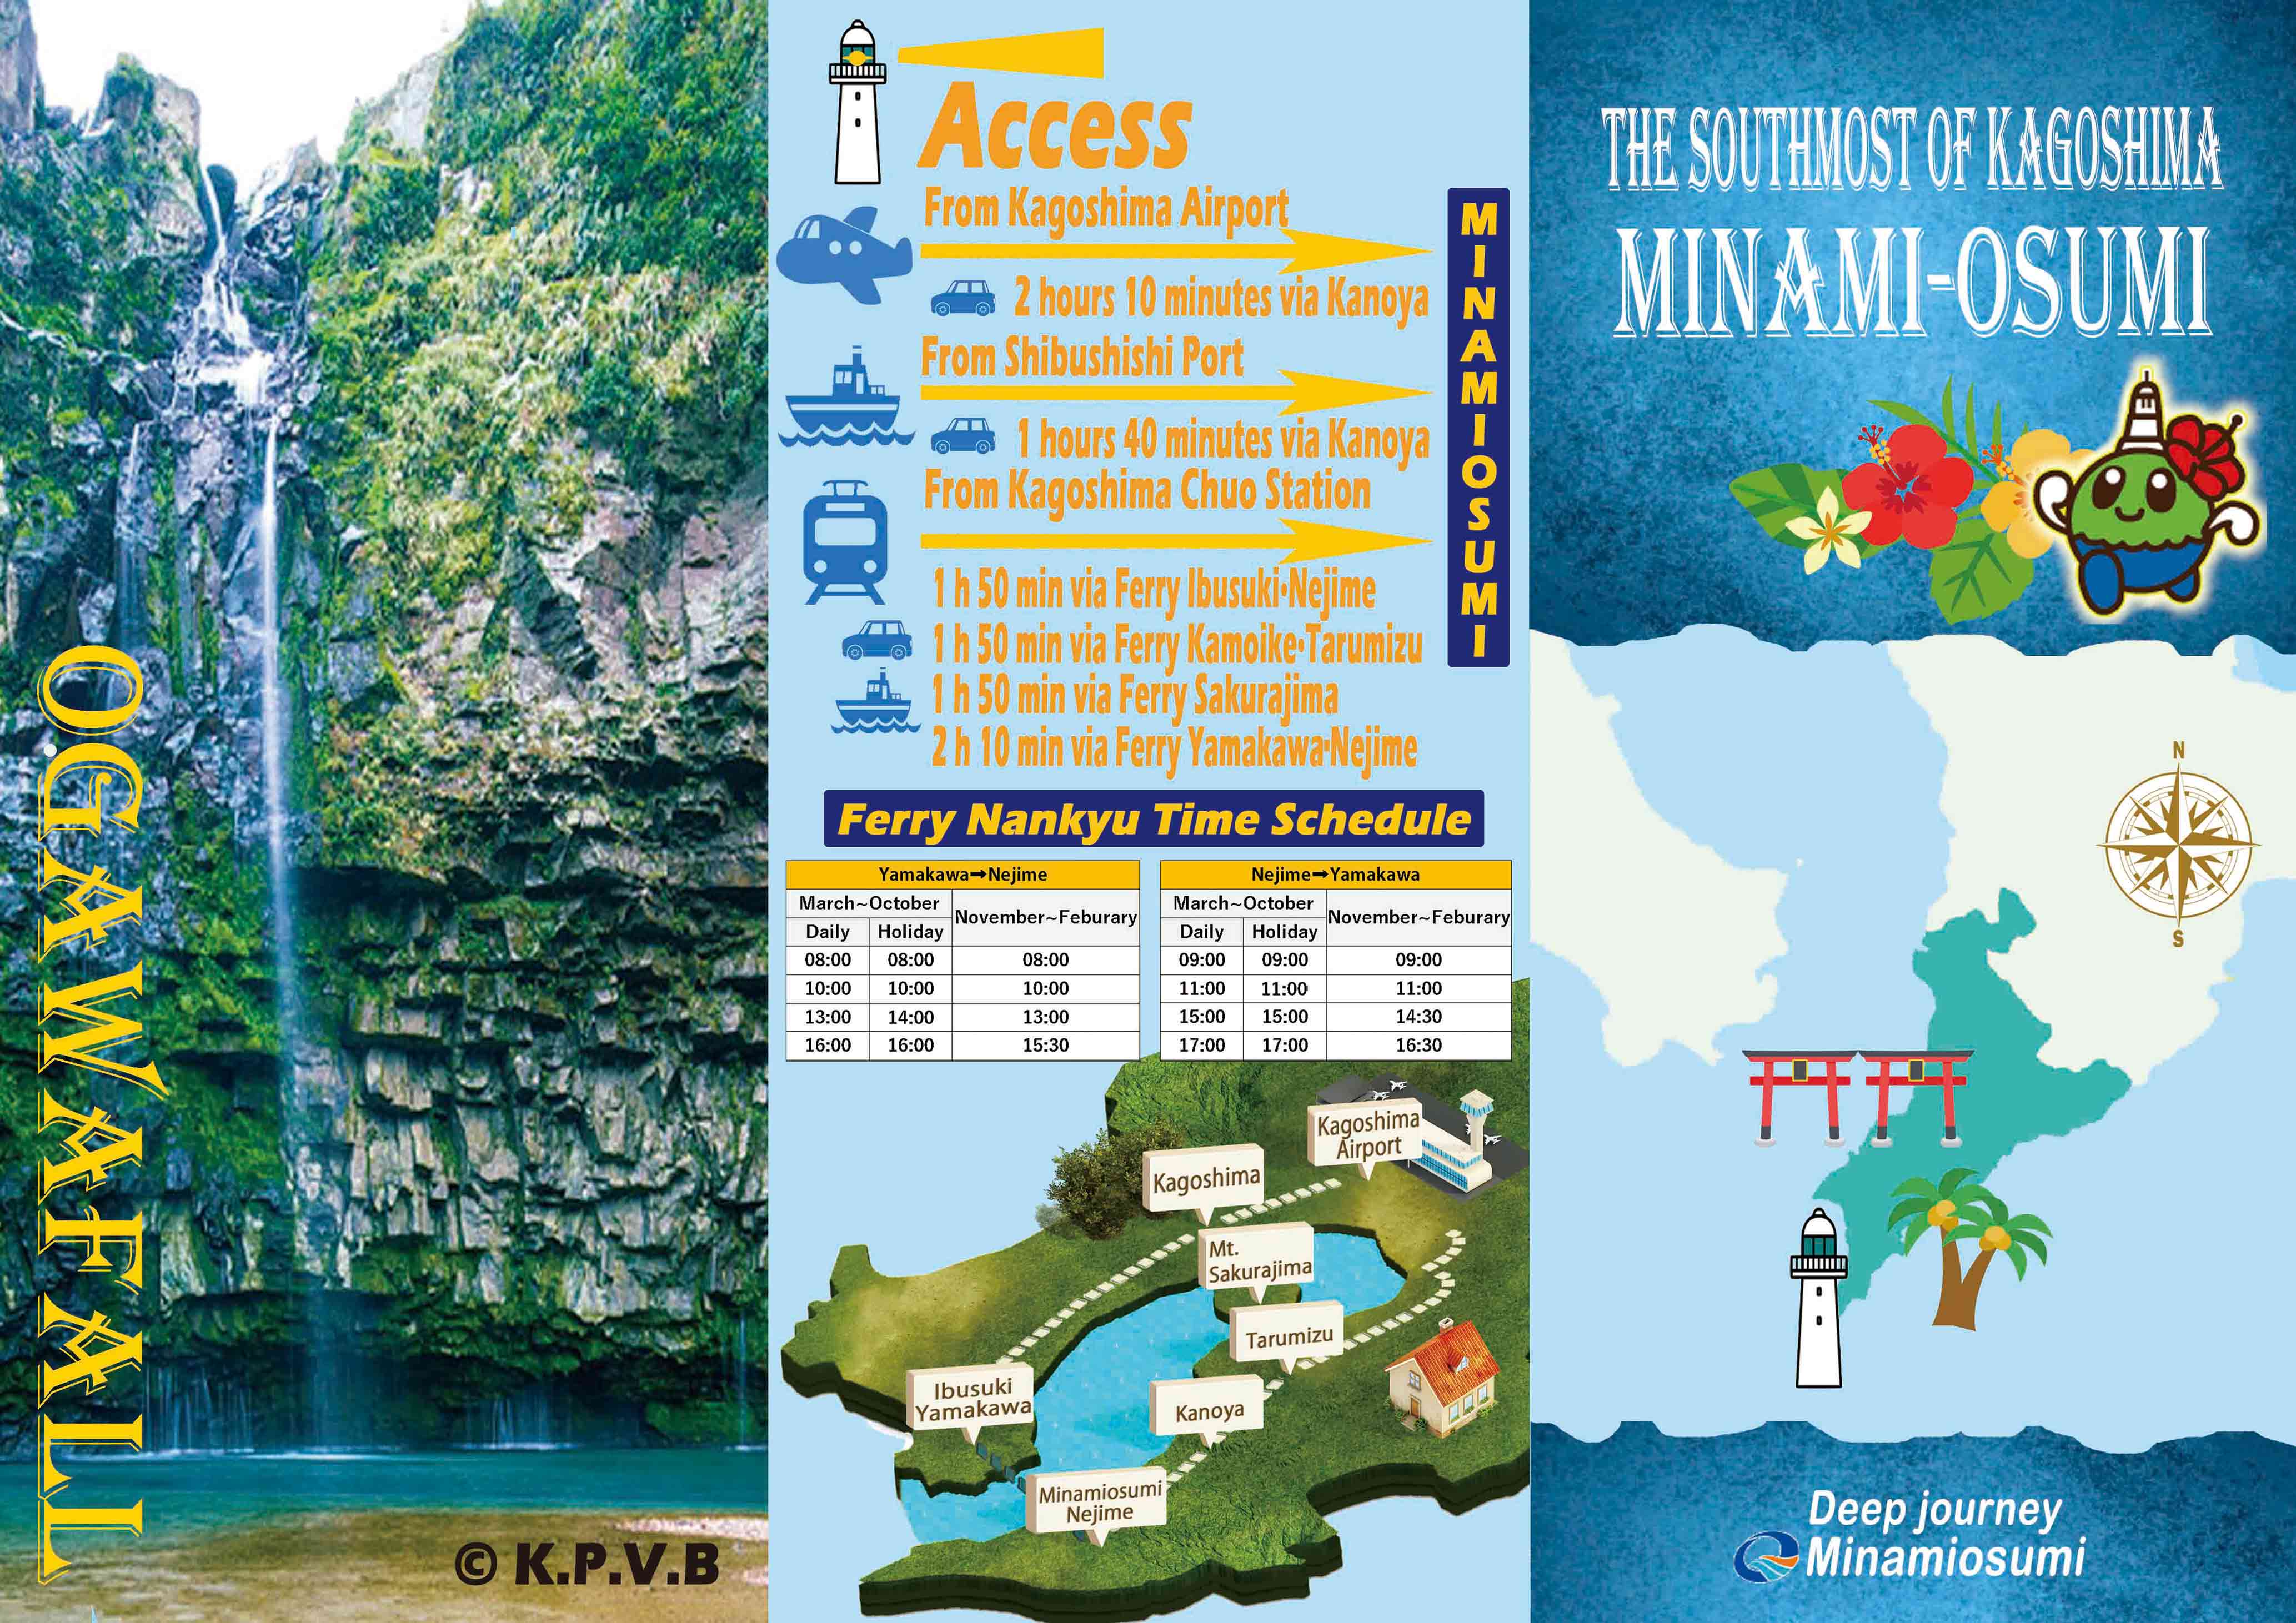 O.GAWAFALL
© K.P.V.B
Access
From Kagoshima Airport
2 hours 10 minutes via Kanoya
From Shibushishi Port
1 hours 40 minutes via Kanoya
From Kagoshima Chuo Station
1 h 50 min via Ferry Ibusuki·Nejime
1 h 50 min via Ferry Kamoike·Tarumizu
1 h 50 min via Ferry Sakurajima
2 h 10 min via Ferry Yamakawa·Nejime
MINAMIOSUMI
Ferry Nankyu Time Schedule
Yamakawa➡Nejime
March~October November~Feburary
Daily Holiday
08:00 08:00 08:00
10:00 10:00 10:00
13:00 14:00 13:00
16:00 16:00 15:30
Nejime➡Yamakawa
March~October November~Feburary
Daily Holiday
09:00 09:00 09:00
11:00 11:00 11:00
15:00 15:00 14:30
17:00 17:00 16:30
Kagoshima
Airport
Kagoshima
Mt.
Sakurajima
Tarumizu
Ibusuki
Yamakawa
Kanoya
Minamiosumi
Nejime
THE SOUTHMOST OF KAGOSHIMA
MINAMI-OSUMI
N
S
Deep journey
Minamiosumi